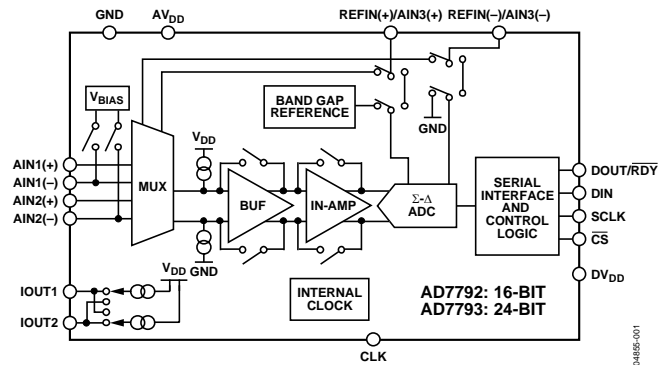 GND
AVDD
REFIN(+)/AIN3(+)
REFIN(–)/AIN3(–)
VBIAS
BAND GAP
REFERENCE
GND
VDD
AIN1(+)
AIN1(–)
AIN2(+)
AIN2(–)
MUX
BUF
IN-AMP
Σ-Δ
ADC
SERIAL
INTERFACE
AND
CONTROL
LOGIC
DOUT/RDY
DIN
SCLK
CS
DVDD
GND
VDD
IOUT1
IOUT2
INTERNAL
CLOCK
AD7792: 16-BIT
AD7793: 24-BIT
CLK
04855-001